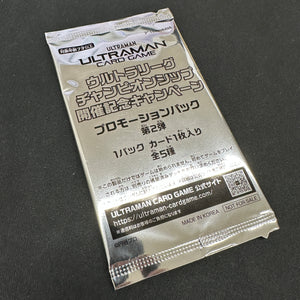 ULTRAMAN
ULTRAMAN
CARD GAME
ウルトラリーグ
チャンピオンシップ
開催記念キャンペーン
プロモーションパック
第2弾
1パック カード1枚入り
全5種
ULTRAMAN CARD GAME 公式サイト
https://ultraman-cardgame.com/
MADE IN KOREA
NOT FOR SALE